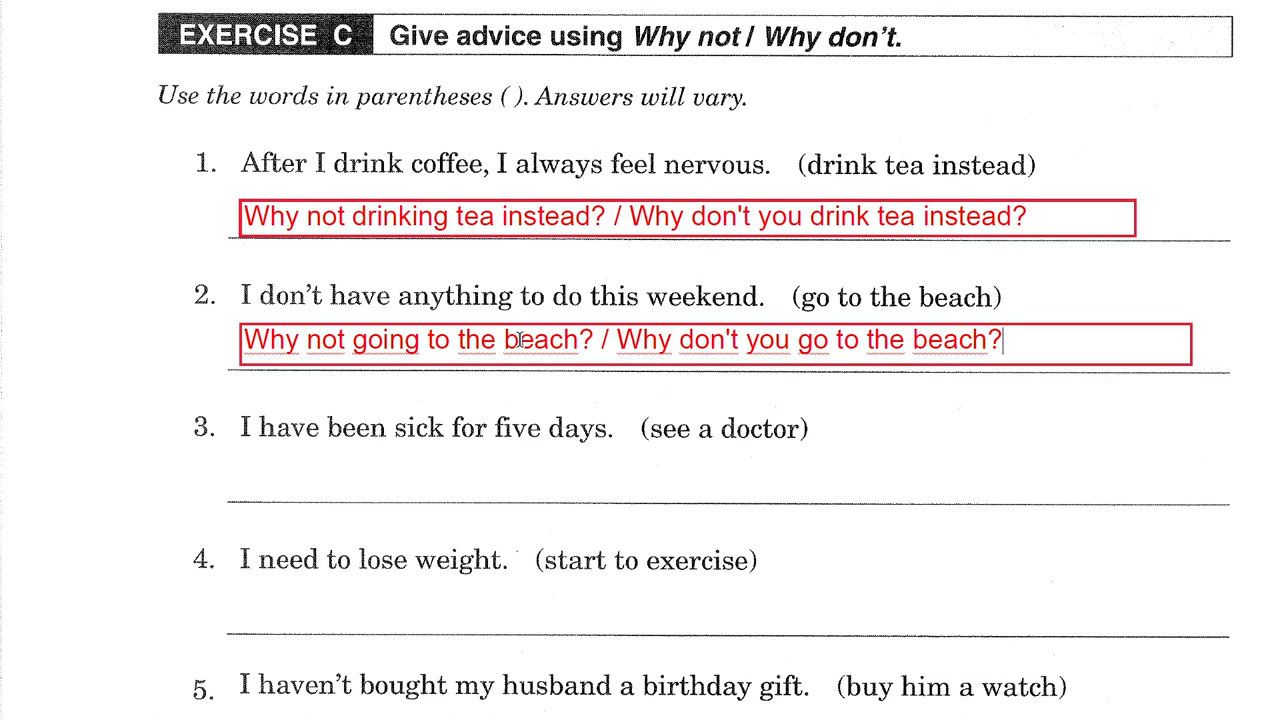 EXERCISE C Give advice using Why not / Why don't.
Use the words in parentheses ( ). Answers will vary.
1. After I drink coffee, I always feel nervous. (drink tea instead)
Why not drinking tea instead? / Why don't you drink tea instead?
2. I don't have anything to do this weekend. (go to the beach)
Why not going to the beach? / Why don't you go to the beach?
3. I have been sick for five days. (see a doctor)
4. I need to lose weight. (start to exercise)
5. I haven't bought my husband a birthday gift. (buy him a watch)